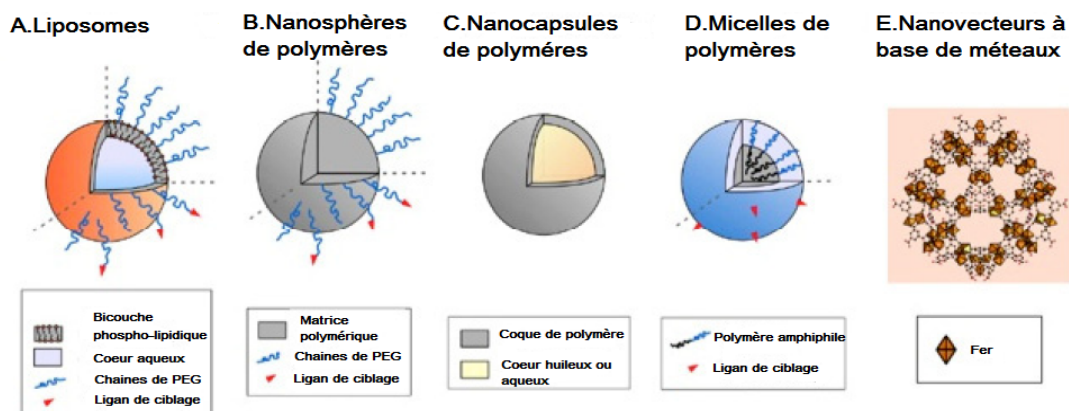 A.Liposomes
B.Nanosphères
de polymères
C.Nanocapsules
de polyméres
D.Micelles de
polymères
E.Nanovecteurs à
base de méteaux
Bicouche
phospho-lipidique
Coeur aqueux
Chaines de PEG
Ligan de ciblage
Matrice
polymérique
Chaines de PEG
Ligan de ciblage
Coque de polymère
Coeur huileux ou
aqueux
Polymère amphiphile
Ligan de ciblage
Fer